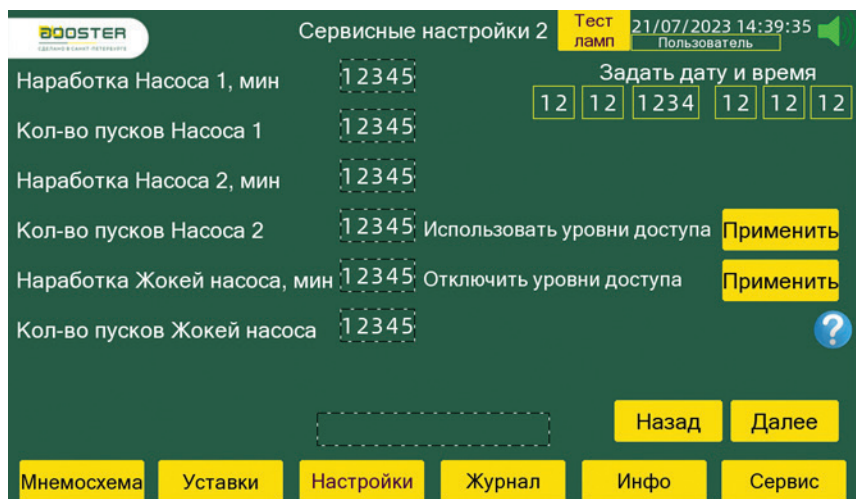 BOOSTER
СДЕЛАНО В САНКТ-ПЕТЕРБУРГЕ
Сервисные настройки 2
Тест
ламп
21/07/2023 14:39:35
Пользователь
Наработка Насоса 1, мин 12345
Задать дату и время
12 12 1234 12 12 12
Кол-во пусков Насоса 1 12345
Наработка Насоса 2, мин 12345
Кол-во пусков Насоса 2 12345 Использовать уровни доступа Применить
Наработка Жокей насоса, мин 12345 Отключить уровни доступа Применить
Кол-во пусков Жокей насоса 12345 ?
Назад Далее
Мнемосхема Уставки Настройки Журнал Инфо Сервис